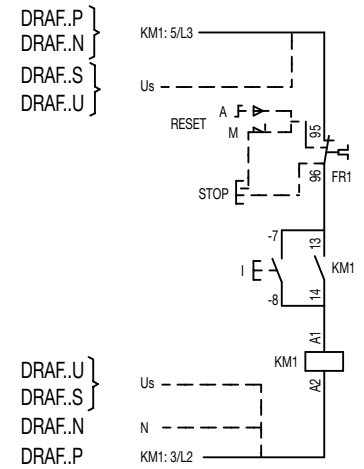 DRAF..P
DRAF..N
KM1: 5/L3
DRAF..S
DRAF..U
Us
A
RESET
M
95
96
FR1
STOP
-7
13
I
KM1
-8
14
A1
KM1
A2
DRAF..U
DRAF..S
Us
DRAF..N
N
DRAF..P
KM1: 3/L2